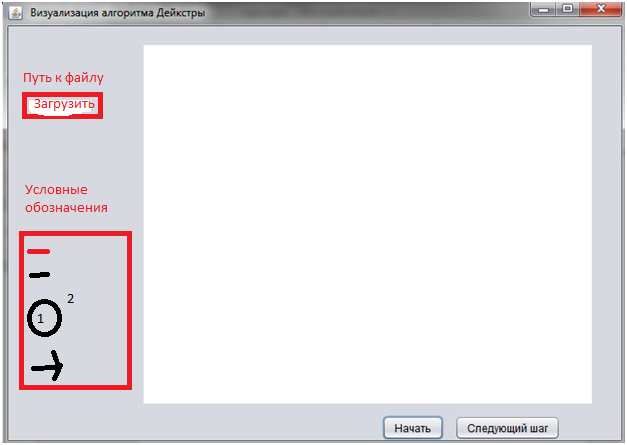 Визуализация алгоритма Дейкстры
Путь к файлу
Загрузить
Условные
обозначения
2
1
Начать
Следующий шаг